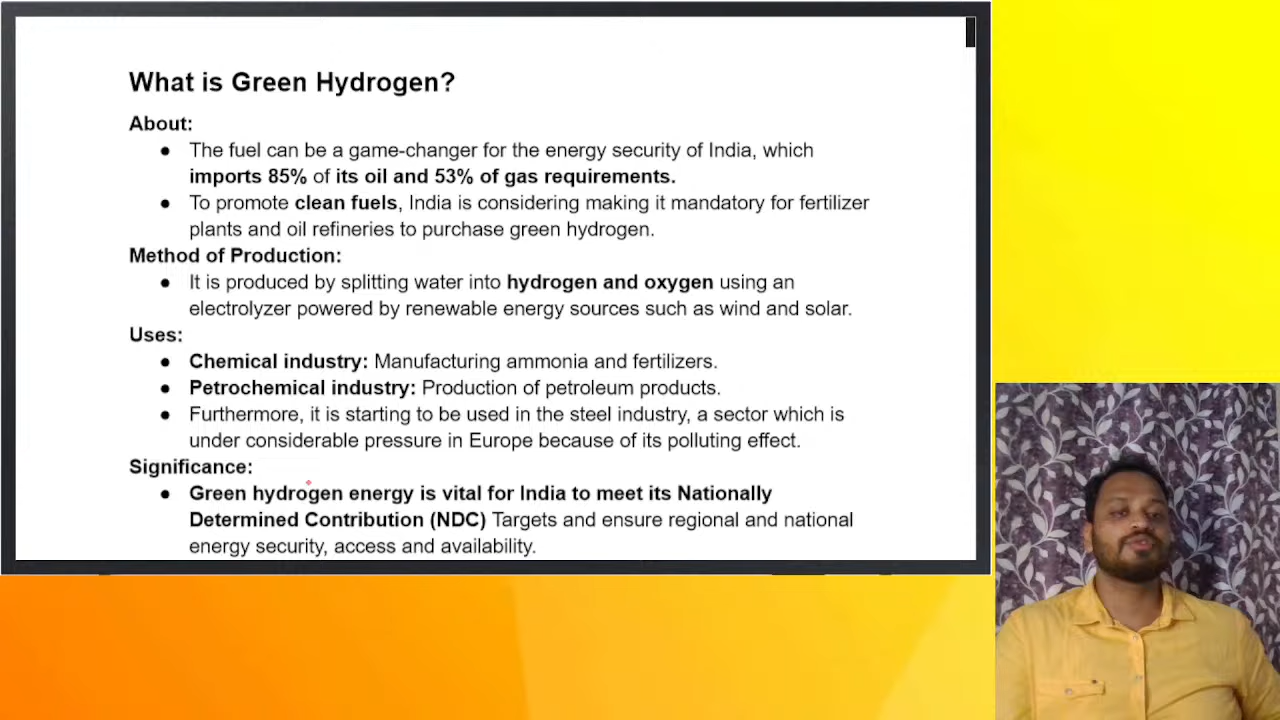 What is Green Hydrogen?
About:
● The fuel can be a game-changer for the energy security of India, which
imports 85% of its oil and 53% of gas requirements.
● To promote clean fuels, India is considering making it mandatory for fertilizer
plants and oil refineries to purchase green hydrogen.
Method of Production:
● It is produced by splitting water into hydrogen and oxygen using an
electrolyzer powered by renewable energy sources such as wind and solar.
Uses:
● Chemical industry: Manufacturing ammonia and fertilizers.
● Petrochemical industry: Production of petroleum products.
● Furthermore, it is starting to be used in the steel industry, a sector which is
under considerable pressure in Europe because of its polluting effect.
Significance:
● Green hydrogen energy is vital for India to meet its Nationally
Determined Contribution (NDC) Targets and ensure regional and national
energy security, access and availability.